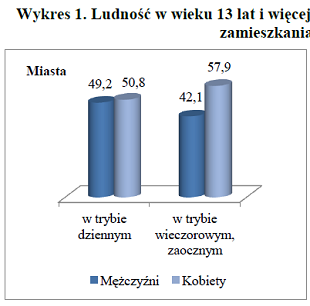 Wykres 1. Ludność w wieku 13 lat i więcej
zamieszkania
Miasta
49,2 50,8
42,1 57,9
w trybie
dziennym
w trybie
wieczorowym,
zaocznym
Mężczyźni Kobiety